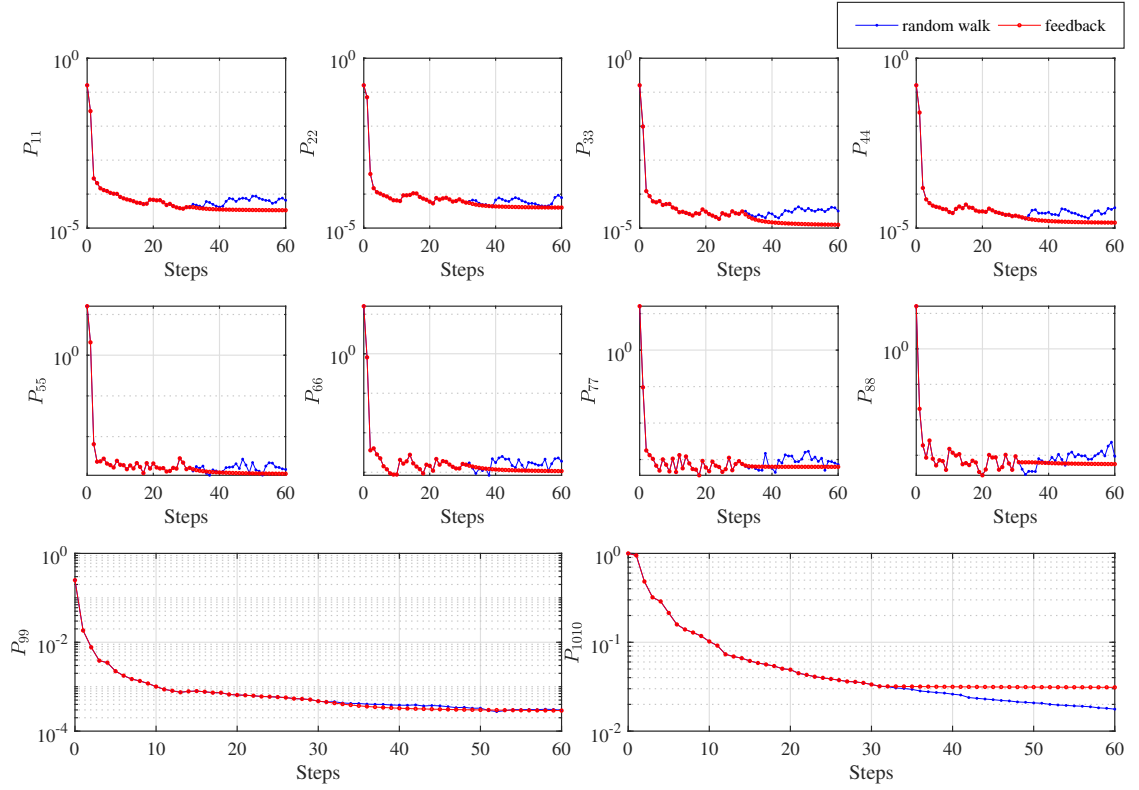 random walk feedback
10^0 10^0 10^0 10^0
P_11 P_22 P_33 P_44
10^-5 10^-5 10^-5 10^-5
0 20 40 60 0 20 40 60 0 20 40 60 0 20 40 60
Steps Steps Steps Steps
10^0 10^0 10^0 10^0
P_55 P_66 P_77 P_88
0 20 40 60 0 20 40 60 0 20 40 60 0 20 40 60
Steps Steps Steps Steps
10^0 10^0
P_99 10^-2 P_1010 10^-1
10^-4 10^-2
0 10 20 30 40 50 60 0 10 20 30 40 50 60
Steps Steps